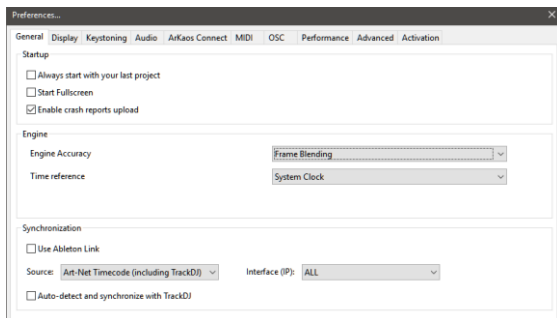 Preferences...
General Display Keystoning Audio ArKaos Connect MIDI OSC Performance Advanced Activation
Startup
Always start with your last project
Start Fullscreen
Enable crash reports upload
Engine
Engine Accuracy Frame Blending
Time reference System Clock
Synchronization
Use Ableton Link
Source: Art-Net Timecode (including TrackDJ) Interface (IP): ALL
Auto-detect and synchronize with TrackDJ